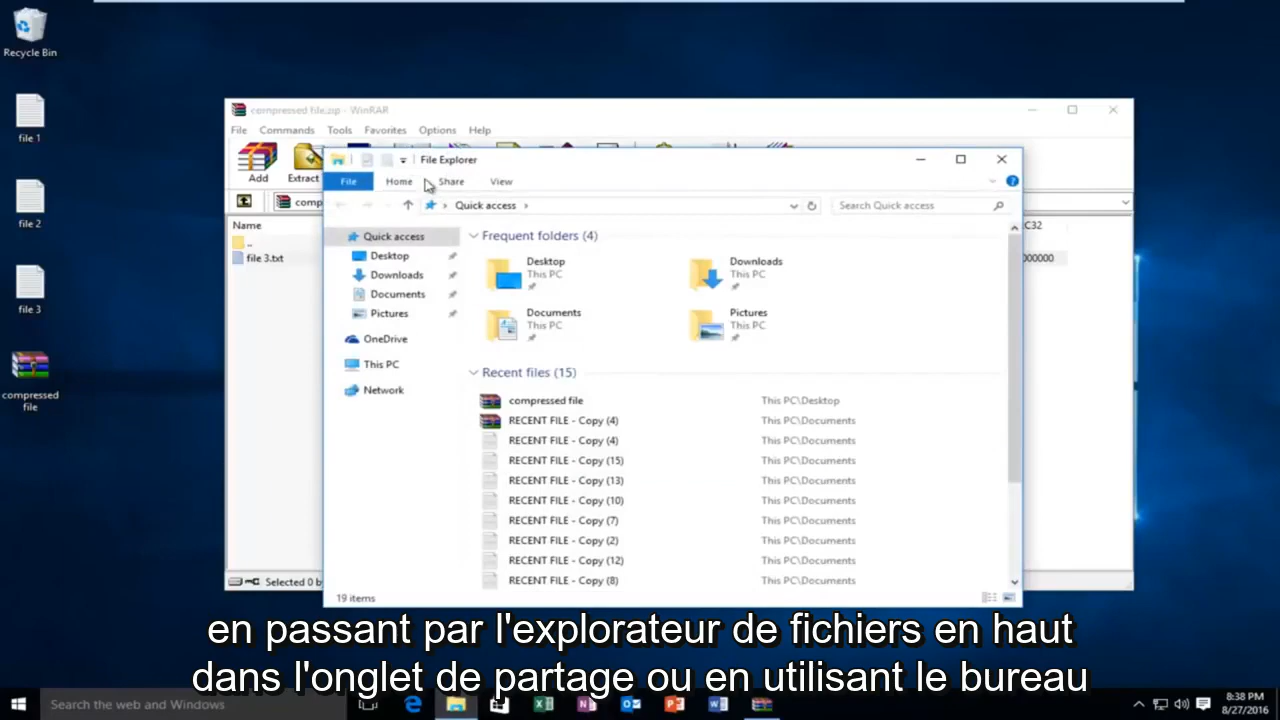 Recycle Bin
file 1
file 2
file 3
compressed
file
compressed file.zip - WinRAR
File Commands Tools Favorites Options Help
Add Extract
comp
Name
CRC32
..
file 3.txt
000000
Selected 0 b
File Explorer
File Home Share View
Quick access
Search Quick access
Quick access
Desktop
Downloads
Documents
Pictures
OneDrive
This PC
Network
Frequent folders (4)
Desktop
This PC
Downloads
This PC
Documents
This PC
Pictures
This PC
Recent files (15)
compressed file This PC\Desktop
RECENT FILE - Copy (4) This PC\Documents
RECENT FILE - Copy (4) This PC\Documents
RECENT FILE - Copy (15) This PC\Documents
RECENT FILE - Copy (13) This PC\Documents
RECENT FILE - Copy (10) This PC\Documents
RECENT FILE - Copy (7) This PC\Documents
RECENT FILE - Copy (2) This PC\Documents
RECENT FILE - Copy (12) This PC\Documents
RECENT FILE - Copy (8) This PC\Documents
19 items
en passant par l'explorateur de fichiers en haut
dans l'onglet de partage ou en utilisant le bureau
Search the web and Windows
8:38 PM
8/27/2016